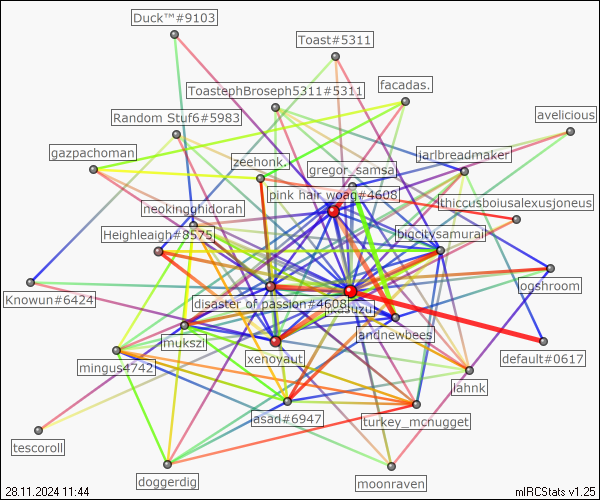 Duck™#9103
Toast#5311
facadas.
ToastephBroseph5311#5311
avelicious
Random Stuf6#5983
gazpachoman
zeehonk.
gregor_samsa
jarlbreadmaker
pink hair woag#4608
thiccusboiusalexusjoneus
neokingghidorah
Heighleaigh#8575
bigcitysamurai
Knowun#6424
disaster of passion#4608
ogshroom
mukszi
andnewbees
xenoyaut
default#0617
mingus4742
lahnk
asad#6947
turkey_mcnugget
tescoroll
doggerdig
moonraven
28.11.2024 11:44
mIRCStats v1.25